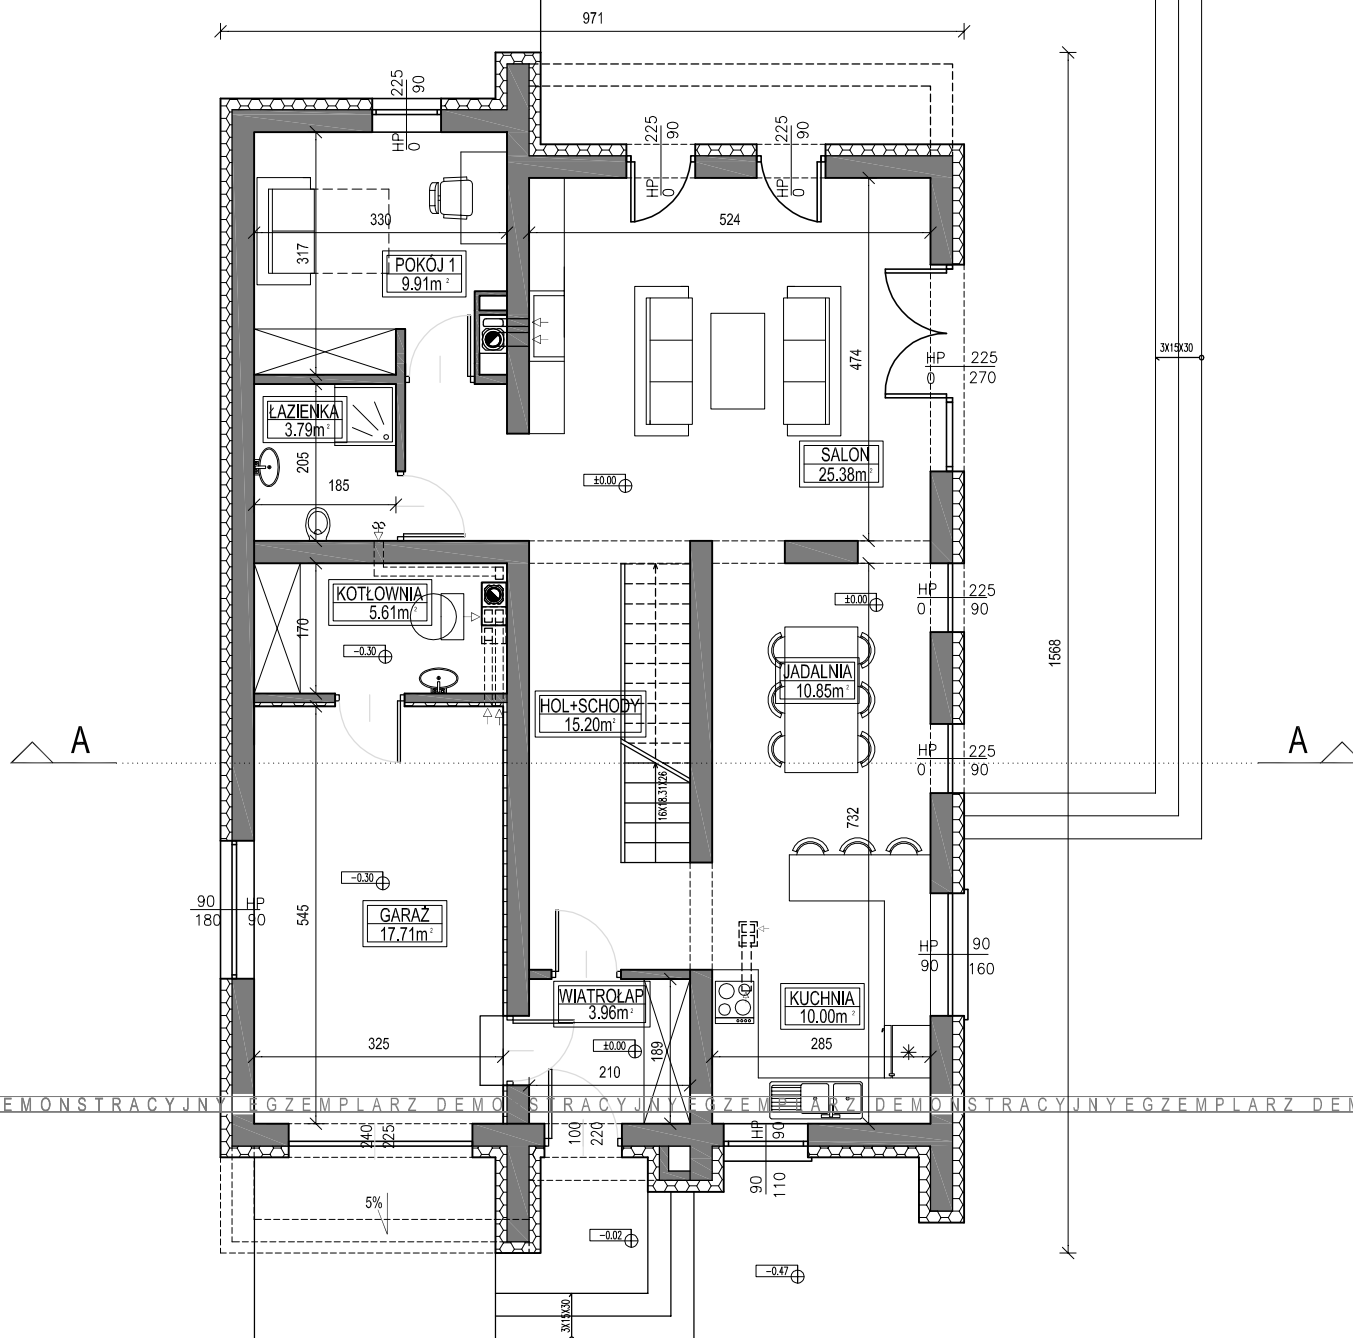 971
225
90
HP
0
225
90
HP
0
225
90
HP
0
330
524
317
POKÓJ 1
9.91m²
474
HP 225
0 270
3X15X30
ŁAZIENKA
3.79m²
205
185
SALON
25.38m²
±0.00
KOTŁOWNIA
5.61m²
170
-0.30
±0.00
HP 225
0 90
1568
JADALNIA
10.85m²
HOL+SCHODY
15.20m²
A
A
HP 225
0 90
16X18.31X26
732
-0.30
545
90 HP
180 90
GARAŻ
17.71m²
HP 90
90 160
WIATROŁAP
3.96m²
KUCHNIA
10.00m²
325
±0.00
189
285
210
EMONSTRACYJNY EGZEMPLARZ DEMONSTRACYJNY EGZEMPLARZ DEMONSTRACYJNY EGZEMPLARZ DEM
240
225
100
220
HP
90
90
110
5%
-0.02
-0.47
3X15X30